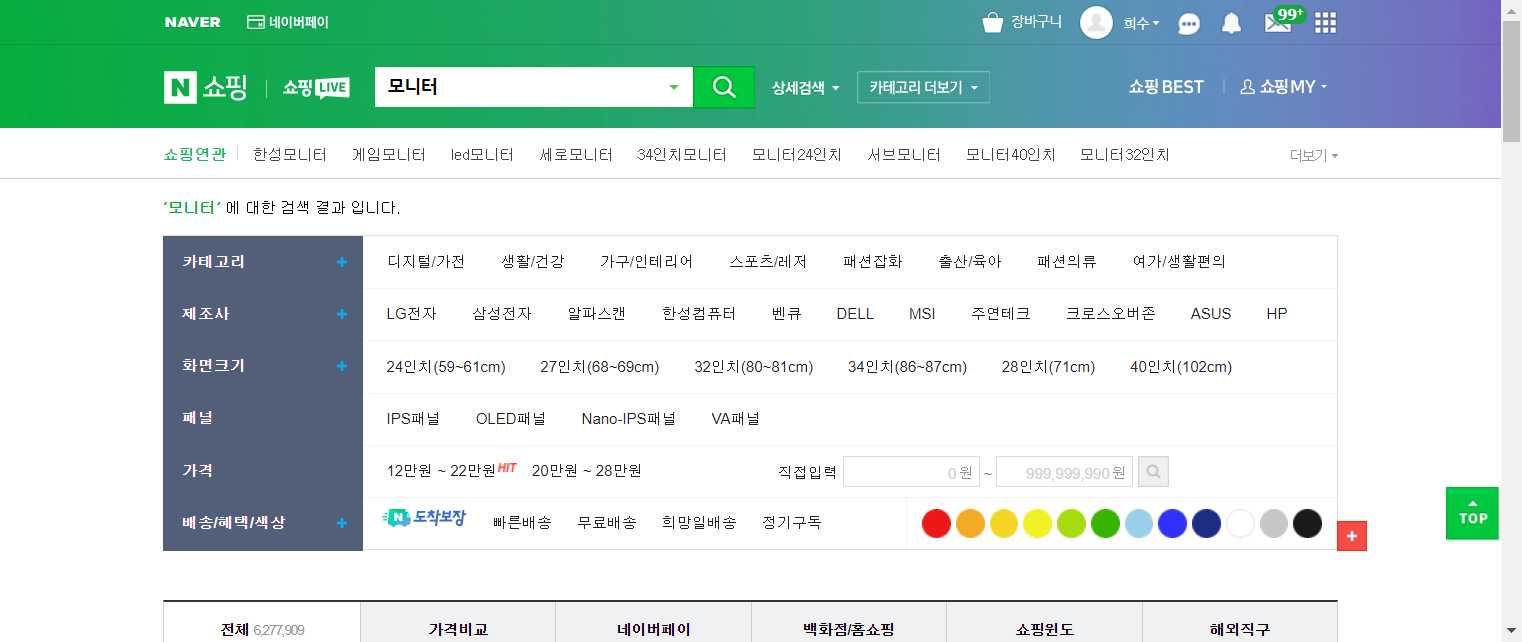 NAVER 네이버페이 장바구니 희수 99+
N 쇼핑 쇼핑 LIVE 모니터 상세검색 카테고리 더보기 쇼핑 BEST 쇼핑 MY
쇼핑연관 한성모니터 게임모니터 led모니터 세로모니터 34인치모니터 모니터24인치 서브모니터 모니터40인치 모니터32인치 더보기
'모니터' 에 대한 검색 결과 입니다.
카테고리 + 디지털/가전 생활/건강 가구/인테리어 스포츠/레저 패션잡화 출산/육아 패션의류 여가/생활편의
제조사 + LG전자 삼성전자 알파스캔 한성컴퓨터 벤큐 DELL MSI 주연테크 크로스오버존 ASUS HP
화면크기 + 24인치(59~61cm) 27인치(68~69cm) 32인치(80~81cm) 34인치(86~87cm) 28인치(71cm) 40인치(102cm)
패널 IPS패널 OLED패널 Nano-IPS패널 VA패널
가격 12만원 ~ 22만원 HIT 20만원 ~ 28만원 직접입력 0 원 ~ 999,999,990 원
배송/혜택/색상 + N 도착보장 빠른배송 무료배송 희망일배송 정기구독
+
TOP
전체 6,277,909 가격비교 네이버페이 백화점/홈쇼핑 쇼핑윈도 해외직구